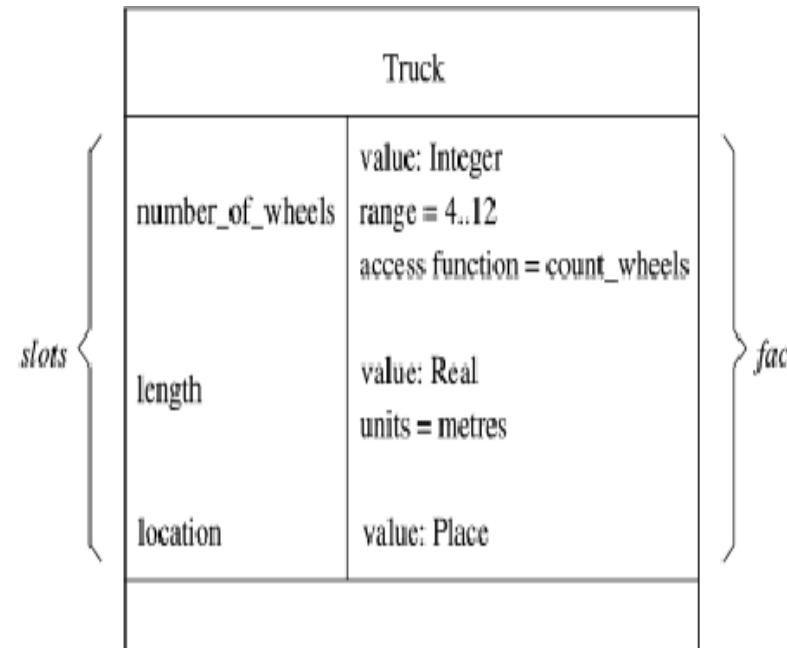 Truck
number_of_wheels
value: Integer
range = 4..12
access function = count_wheels
slots
fac
length
value: Real
units = metres
location
value: Place